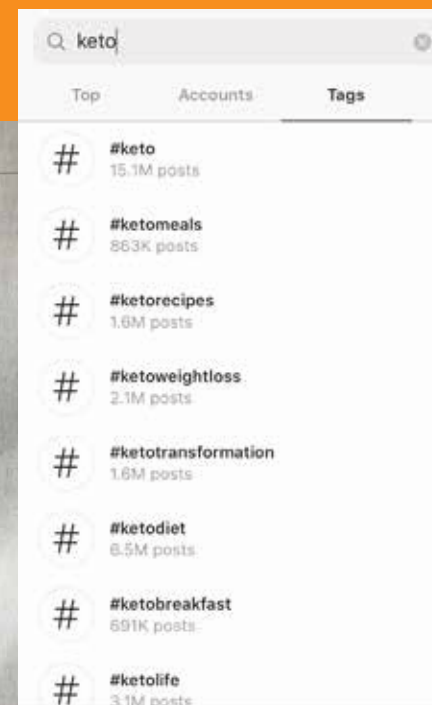 keto
Top Accounts Tags
#
#keto
15.1M posts
#
#ketomeals
863K posts
#
#ketorecipes
1.6M posts
#
#ketoweightloss
2.1M posts
#
#ketotransformation
1.6M posts
#
#ketodiet
6.5M posts
#
#ketobreakfast
691K posts
#
#ketolife
3.1M posts